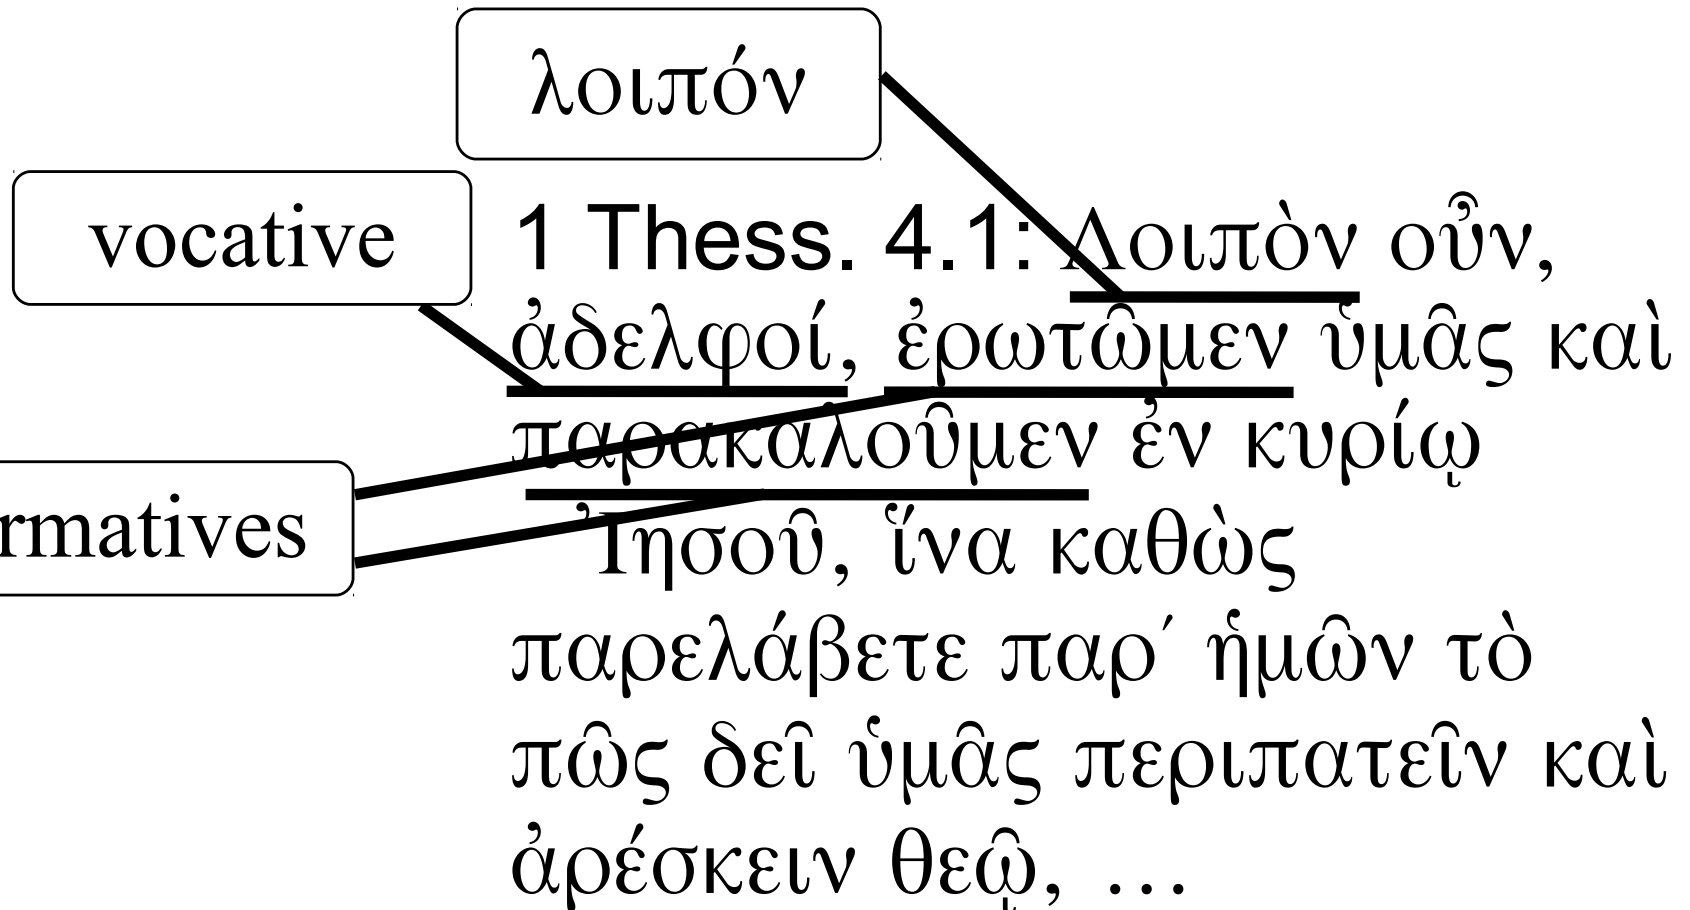 λοιπόν
vocative
1 Thess. 4.1: Λοιπὸν οὖν,
ἀδελφοί, ἐρωτῶμεν ὑμᾶς καὶ
παρακαλοῦμεν ἐν κυρίῳ
rmatives
Ἰησοῦ, ἵνα καθὼς
παρελάβετε παρ´ ἡμῶν τὸ
πῶς δεῖ ὑμᾶς περιπατεῖν καὶ
ἀρέσκειν θεῷ, …